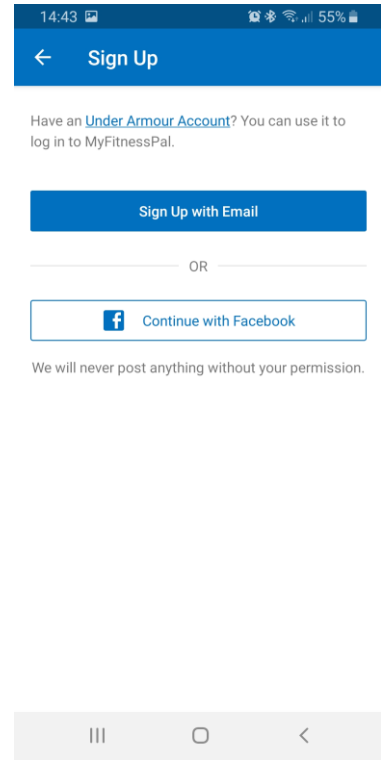 14:43 55%
Sign Up
Have an Under Armour Account? You can use it to
log in to MyFitnessPal.
Sign Up with Email
OR
Continue with Facebook
We will never post anything without your permission.